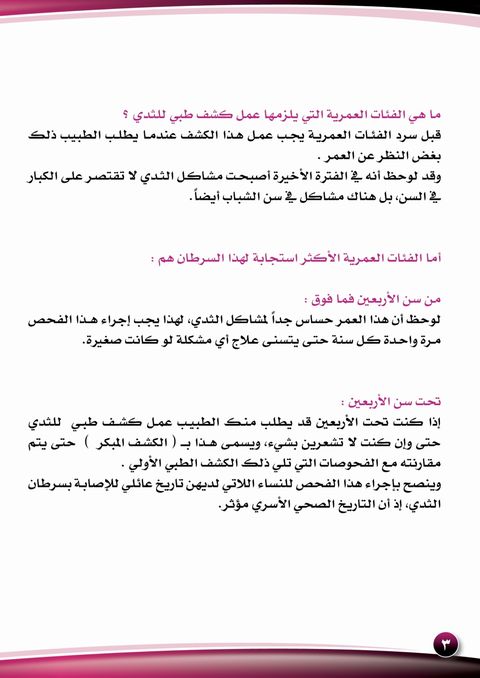 ما هي الفئات العمرية التي يلزمها عمل كشف طبي للثدي ؟
قبل سرد الفئات العمرية يجب عمل هذا الكشف عندما يطلب الطبيب ذلك
بغض النظر عن العمر .
وقد لوحظ أنه في الفترة الأخيرة أصبحت مشاكل الثدي لا تقتصر على الكبار
في السن، بل هناك مشاكل في سن الشباب أيضاً.
أما الفئات العمرية الأكثر استجابة لهذا السرطان هم :
من سن الأربعين فما فوق :
لوحظ أن هذا العمر حساس جداً لمشاكل الثدي، لهذا يجب إجراء هذا الفحص
مرة واحدة كل سنة حتى يتسنى علاج أي مشكلة لو كانت صغيرة.
تحت سن الأربعين :
إذا كنت تحت الأربعين قد يطلب منك الطبيب عمل كشف طبي للثدي
حتى وإن كنت لا تشعرين بشيء، ويسمى هذا بـ ( الكشف المبكر ) حتى يتم
مقارنته مع الفحوصات التي تلي ذلك الكشف الطبي الأولي .
وينصح بإجراء هذا الفحص للنساء اللاتي لديهن تاريخ عائلي للإصابة بسرطان
الثدي، إذ أن التاريخ الصحي الأسري مؤثر.
٣